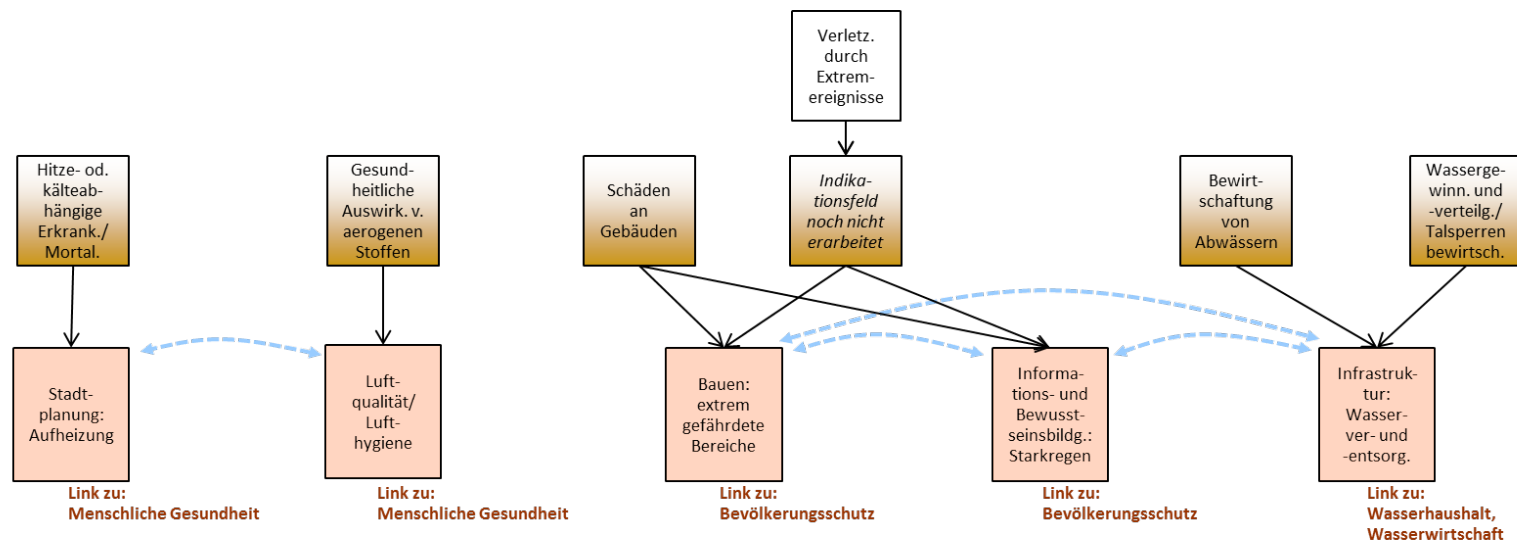 Verletz.
durch
Extrem-
ereignisse
Hitze- od.
kälteab-
hängige
Erkrank./
Mortal.
Gesund-
heitliche
Auswirk. v.
aerogenen
Stoffen
Schäden
an
Gebäuden
Indika-
tionsfeld
noch nicht
erarbeitet
Bewirt-
schaftung
von
Abwässern
Wasserge-
winn. und
-verteilg./
Talsperren
bewirtsch.
Stadt-
planung:
Aufheizung
Luft-
qualität/
Luft-
hygiene
Bauen:
extrem
gefährdete
Bereiche
Informa-
tions- und
Bewusst-
seinsbildg.:
Starkregen
Infrastruk-
tur:
Wasser-
ver- und
-entsorg.
Link zu:
Menschliche Gesundheit
Link zu:
Menschliche Gesundheit
Link zu:
Bevölkerungsschutz
Link zu:
Bevölkerungsschutz
Link zu:
Wasserhaushalt,
Wasserwirtschaft